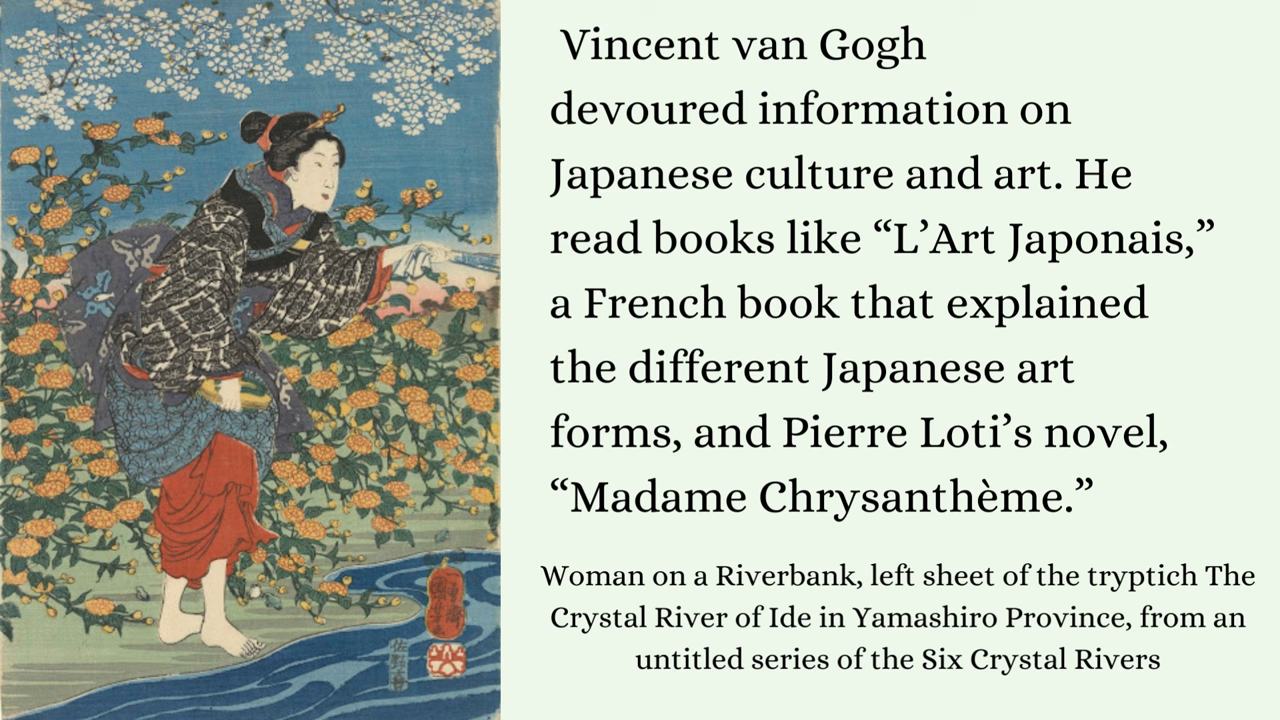 Vincent van Gogh
devoured information on
Japanese culture and art. He
read books like “L’Art Japonais,”
a French book that explained
the different Japanese art
forms, and Pierre Loti’s novel,
“Madame Chrysanthème.”
Woman on a Riverbank, left sheet of the tryptich The
Crystal River of Ide in Yamashiro Province, from an
untitled series of the Six Crystal Rivers